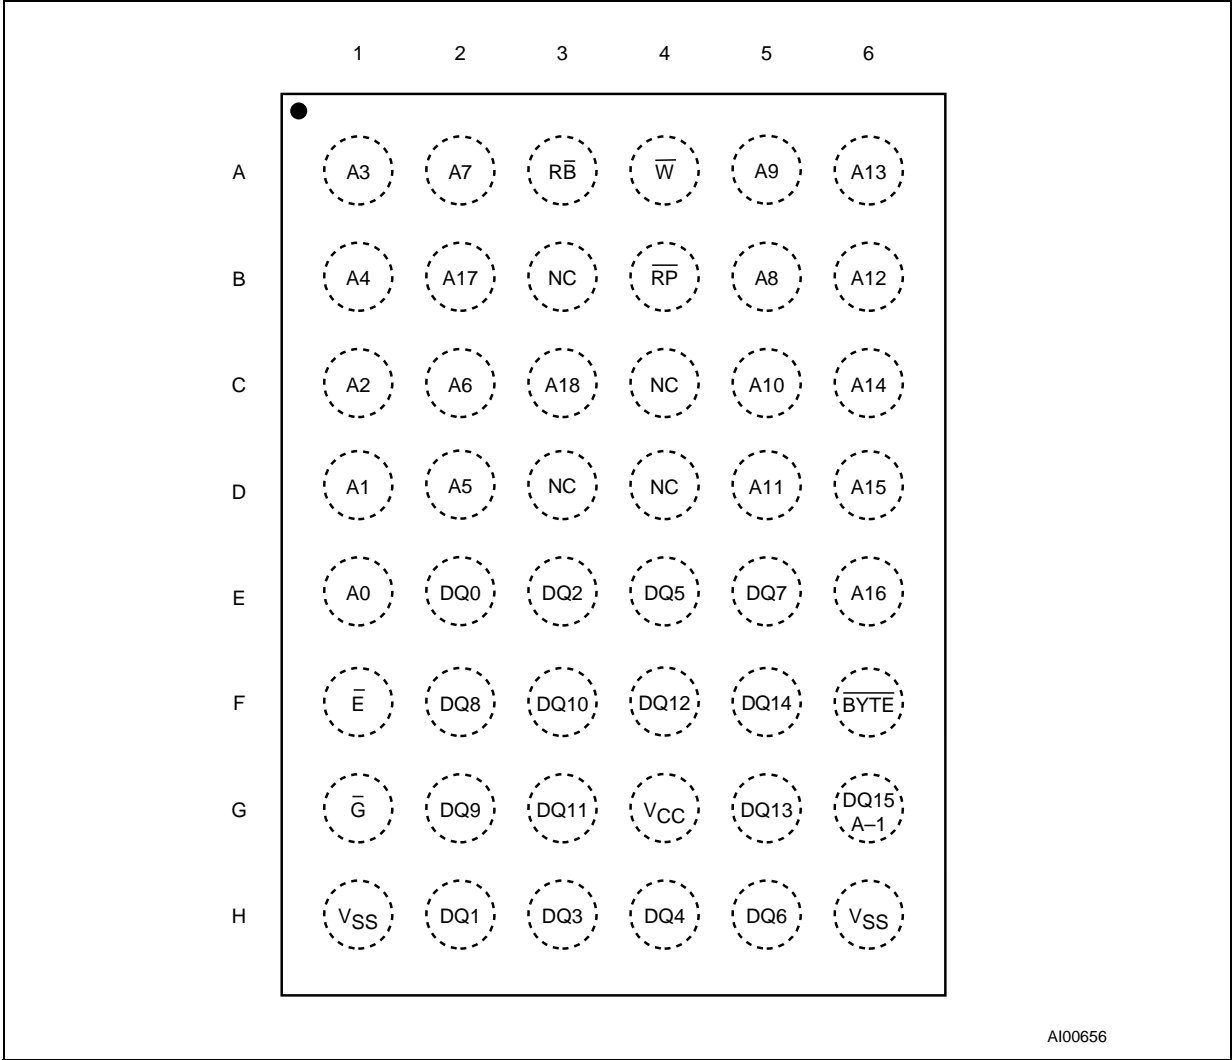 1 2 3 4 5 6
A A3 A7 RB̅ W̅ A9 A13
B A4 A17 NC R̅P̅ A8 A12
C A2 A6 A18 NC A10 A14
D A1 A5 NC NC A11 A15
E A0 DQ0 DQ2 DQ5 DQ7 A16
F E̅ DQ8 DQ10 DQ12 DQ14 B̅Y̅T̅E̅
G G̅ DQ9 DQ11 VCC DQ13 DQ15
A–1
H VSS DQ1 DQ3 DQ4 DQ6 VSS
AI00656